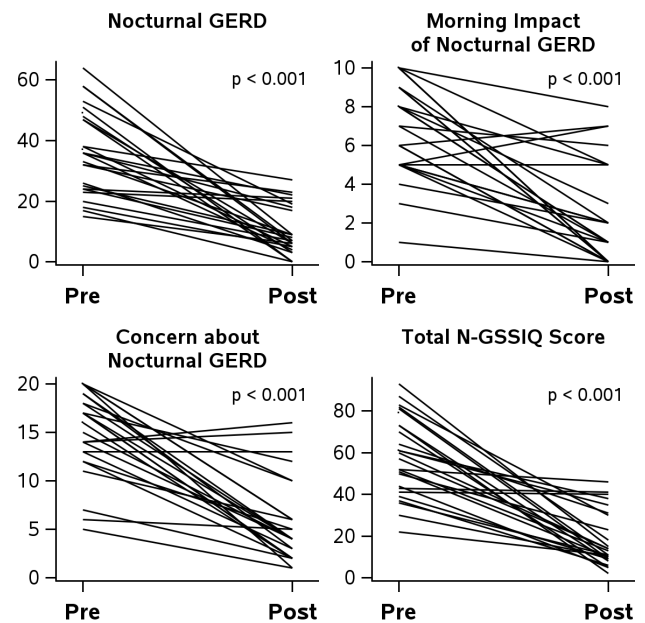 Nocturnal GERD
p < 0.001
60
40
20
0
Pre Post
Morning Impact
of Nocturnal GERD
p < 0.001
10
8
6
4
2
0
Pre Post
Concern about
Nocturnal GERD
p < 0.001
20
15
10
5
0
Pre Post
Total N-GSSIQ Score
p < 0.001
80
60
40
20
0
Pre Post